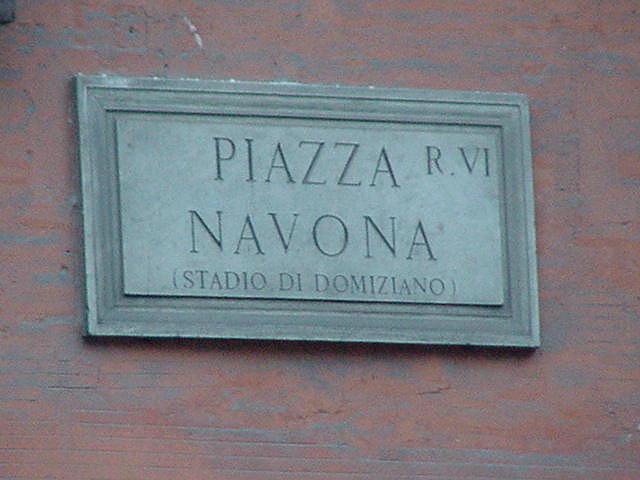 PIAZZA R.VI
NAVONA
(STADIO DI DOMIZIANO)